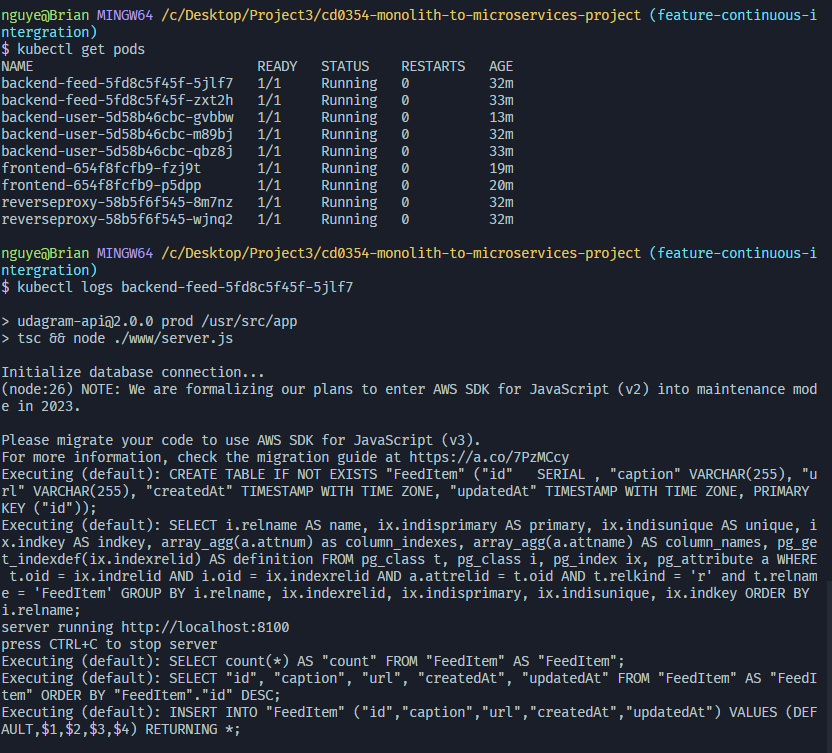 nguye@Brian MINGW64 /c/Desktop/Project3/cd0354-monolith-to-microservices-project (feature-continuous-i
ntergration)
$ kubectl get pods
NAME                            READY   STATUS    RESTARTS   AGE
backend-feed-5fd8c5f45f-5jlf7   1/1     Running   0          32m
backend-feed-5fd8c5f45f-zxt2h   1/1     Running   0          33m
backend-user-5d58b46cbc-gvbbw   1/1     Running   0          13m
backend-user-5d58b46cbc-m89bj   1/1     Running   0          32m
backend-user-5d58b46cbc-qbz8j   1/1     Running   0          33m
frontend-654f8fcfb9-fzj9t       1/1     Running   0          19m
frontend-654f8fcfb9-p5dpp       1/1     Running   0          20m
reverseproxy-58b5f6f545-8m7nz   1/1     Running   0          32m
reverseproxy-58b5f6f545-wjnq2   1/1     Running   0          32m
nguye@Brian MINGW64 /c/Desktop/Project3/cd0354-monolith-to-microservices-project (feature-continuous-i
ntergration)
$ kubectl logs backend-feed-5fd8c5f45f-5jlf7
> udagram-api@2.0.0 prod /usr/src/app
> tsc && node ./www/server.js
Initialize database connection...
(node:26) NOTE: We are formalizing our plans to enter AWS SDK for JavaScript (v2) into maintenance mod
e in 2023.
Please migrate your code to use AWS SDK for JavaScript (v3).
For more information, check the migration guide at https://a.co/7PzMCcy
Executing (default): CREATE TABLE IF NOT EXISTS "FeedItem" ("id"   SERIAL , "caption" VARCHAR(255), "u
rl" VARCHAR(255), "createdAt" TIMESTAMP WITH TIME ZONE, "updatedAt" TIMESTAMP WITH TIME ZONE, PRIMARY
KEY ("id"));
Executing (default): SELECT i.relname AS name, ix.indisprimary AS primary, ix.indisunique AS unique, i
x.indkey AS indkey, array_agg(a.attnum) as column_indexes, array_agg(a.attname) AS column_names, pg_ge
t_indexdef(ix.indexrelid) AS definition FROM pg_class t, pg_class i, pg_index ix, pg_attribute a WHERE
 t.oid = ix.indrelid AND i.oid = ix.indexrelid AND a.attrelid = t.oid AND t.relkind = 'r' and t.relnam
e = 'FeedItem' GROUP BY i.relname, ix.indexrelid, ix.indisprimary, ix.indisunique, ix.indkey ORDER BY
i.relname;
server running http://localhost:8100
press CTRL+C to stop server
Executing (default): SELECT count(*) AS "count" FROM "FeedItem" AS "FeedItem";
Executing (default): SELECT "id", "caption", "url", "createdAt", "updatedAt" FROM "FeedItem" AS "FeedI
tem" ORDER BY "FeedItem"."id" DESC;
Executing (default): INSERT INTO "FeedItem" ("id","caption","url","createdAt","updatedAt") VALUES (DEF
AULT,$1,$2,$3,$4) RETURNING *;